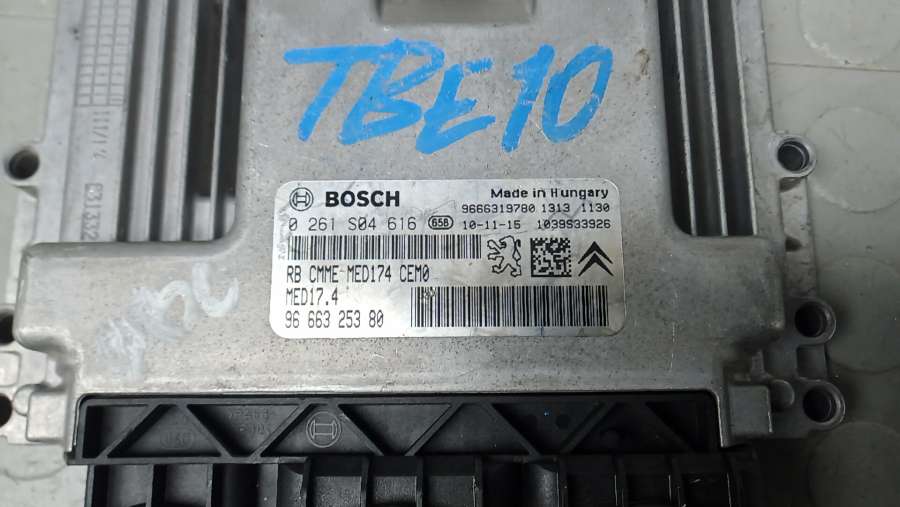 TBE10
BOSCH
Made in Hungary
9666319780 1313 1130
0 261 S04 616 658
10-11-15 1039S33926
RB CMME-MED174 CEM0
MED17.4
96 663 253 80